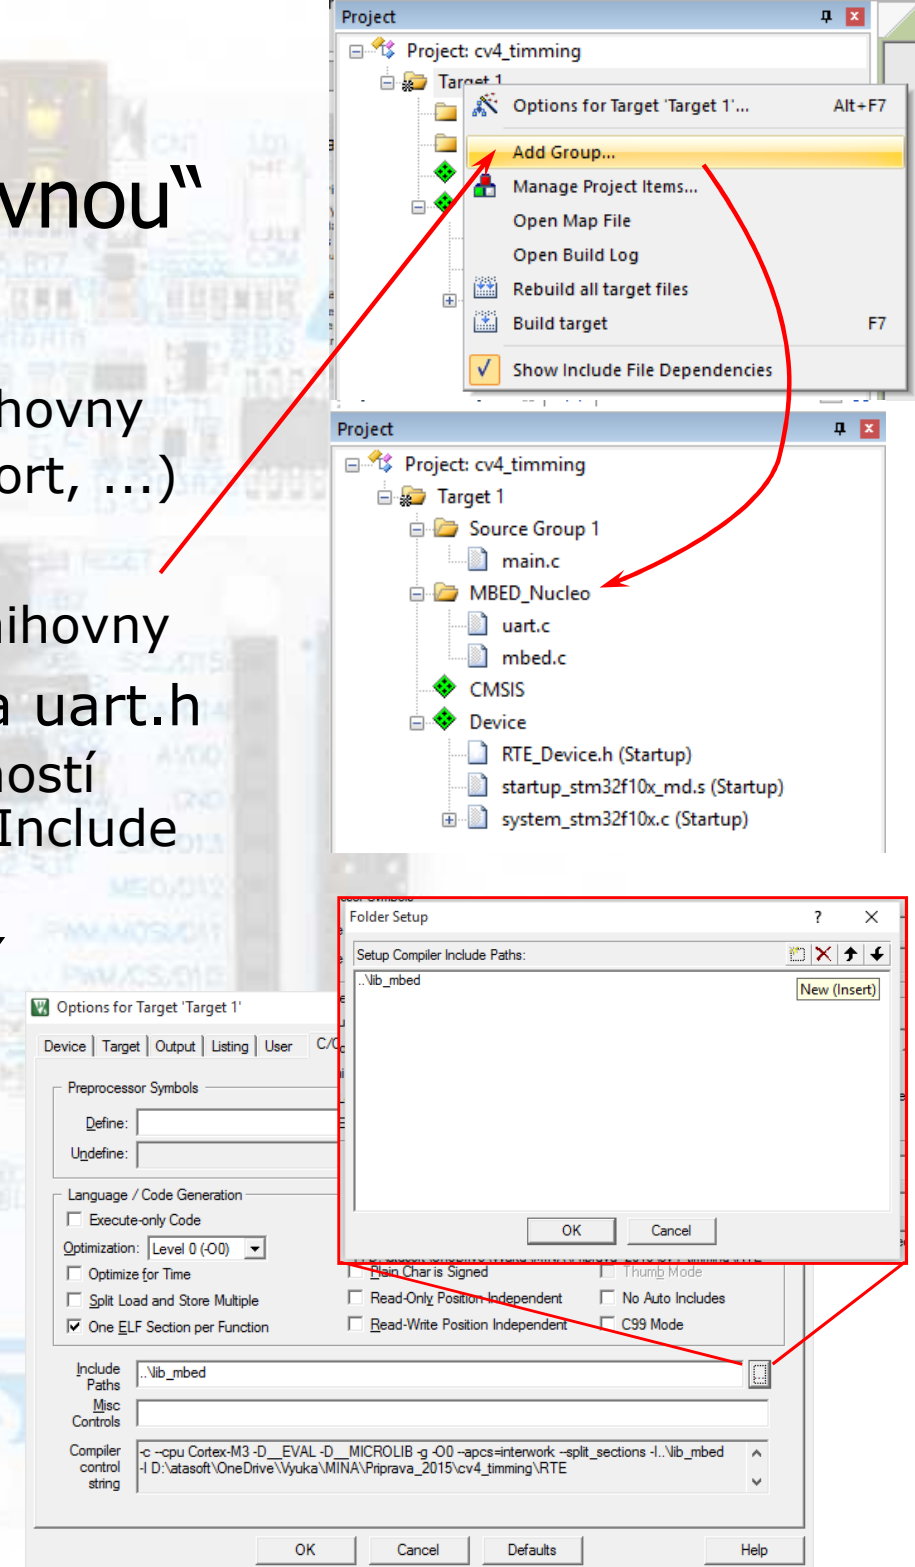 vnou“
hovny
ort, ...)
nihovny
a uart.h
ností
Include
Project
Project: cv4_timming
Target 1
Options for Target 'Target 1'... Alt+F7
Add Group...
Manage Project Items...
Open Map File
Open Build Log
Rebuild all target files
Build target F7
Show Include File Dependencies
Project
Project: cv4_timming
Target 1
Source Group 1
main.c
MBED_Nucleo
uart.c
mbed.c
CMSIS
Device
RTE_Device.h (Startup)
startup_stm32f10x_md.s (Startup)
system_stm32f10x.c (Startup)
Folder Setup ?
Setup Compiler Include Paths:
..\lib_mbed
New (Insert)
OK Cancel
Options for Target 'Target 1'
Device Target Output Listing User C/C
Preprocessor Symbols
Define:
Undefine:
Language / Code Generation
Execute-only Code
Optimization: Level 0 (-O0)
Optimize for Time
Split Load and Store Multiple
One ELF Section per Function
Plain Char is Signed
Read-Only Position Independent
Read-Write Position Independent
Thumb Mode
No Auto Includes
C99 Mode
Include Paths
..\lib_mbed
Misc Controls
Compiler control string
-c --cpu Cortex-M3 -D__EVAL -D__MICROLIB -g -O0 --apcs=interwork --split_sections -I..\lib_mbed
-I D:\atasoft\OneDrive\Vyuka\MINA\Priprava_2015\cv4_timming\RTE
OK Cancel Defaults Help